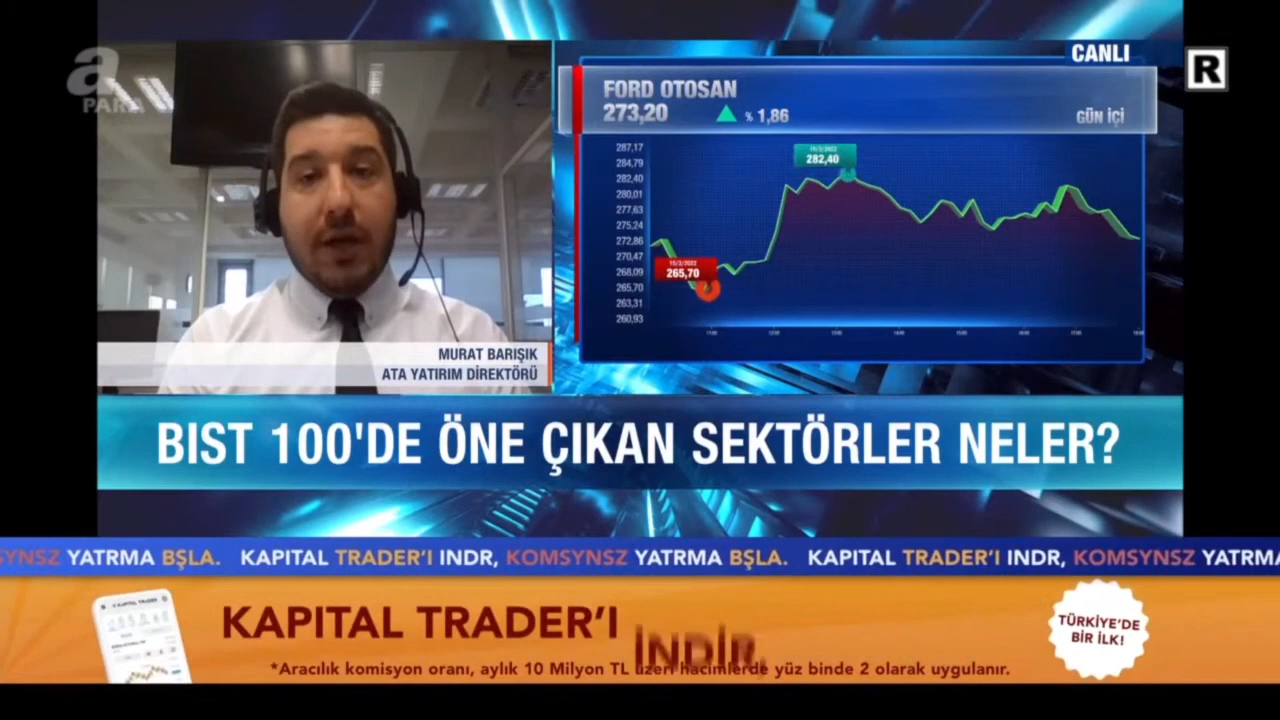 a
PARA
CANLI
R
FORD OTOSAN
273,20
% 1,86
GÜN İÇİ
287,17
284,79
282,40
280,01
277,63
275,24
272,86
270,47
268,09
265,70
263,31
260,93
282,40
15/3/2022
265,70
MURAT BARIŞIK
ATA YATIRIM DİREKTÖRÜ
BIST 100'DE ÖNE ÇIKAN SEKTÖRLER NELER?
SYNSZ YATRMA BŞLA. KAPITAL TRADER’I INDR, KOMSYNSZ YATRMA BŞLA. KAPITAL TRADER’I INDR, KOMSYNSZ YATRMA
KAPITAL TRADER’I
İNDİR,
TÜRKİYE’DE
BİR İLK!
*Aracılık komisyon oranı, aylık 10 Milyon TL üzeri hacimlerde yüz binde 2 olarak uygulanır.